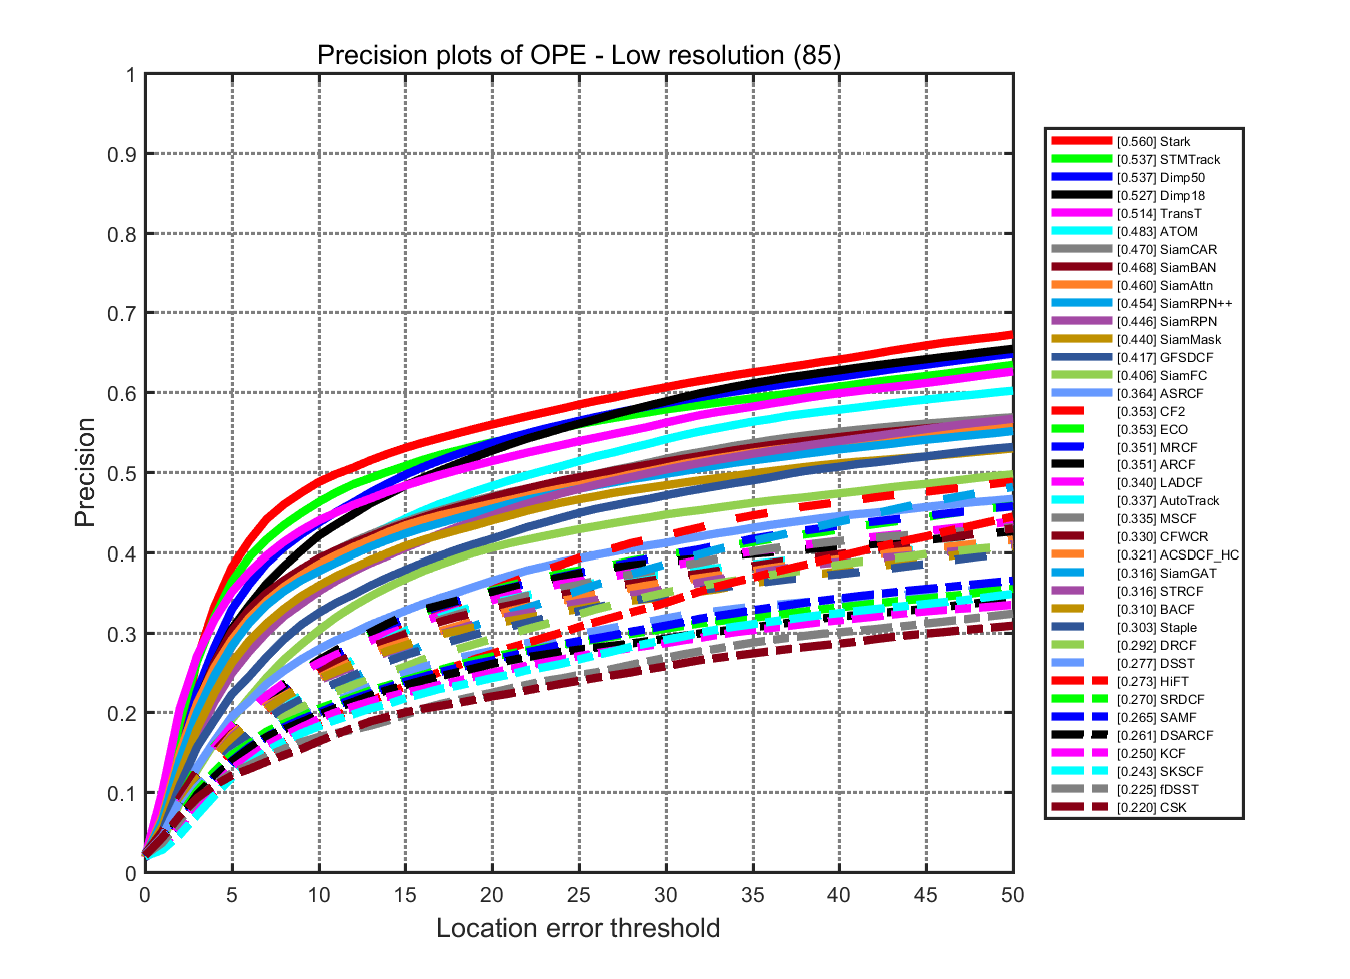 Precision plots of OPE - Low resolution (85)
1
0.9
0.8
0.7
0.6
0.5
0.4
0.3
0.2
0.1
0
Precision
0 5 10 15 20 25 30 35 40 45 50
Location error threshold
[0.560] Stark
[0.537] STMTrack
[0.537] Dimp50
[0.527] Dimp18
[0.514] TransT
[0.483] ATOM
[0.470] SiamCAR
[0.468] SiamBAN
[0.460] SiamAttn
[0.454] SiamRPN++
[0.446] SiamRPN
[0.440] SiamMask
[0.417] GFSDCF
[0.406] SiamFC
[0.364] ASRCF
[0.353] CF2
[0.353] ECO
[0.351] MRCF
[0.351] ARCF
[0.340] LADCF
[0.337] AutoTrack
[0.335] MSCF
[0.330] CFWCR
[0.321] ACSDCF_HC
[0.316] SiamGAT
[0.316] STRCF
[0.310] BACF
[0.303] Staple
[0.292] DRCF
[0.277] DSST
[0.273] HiFT
[0.270] SRDCF
[0.265] SAMF
[0.261] DSARCF
[0.250] KCF
[0.243] SKSCF
[0.225] fDSST
[0.220] CSK